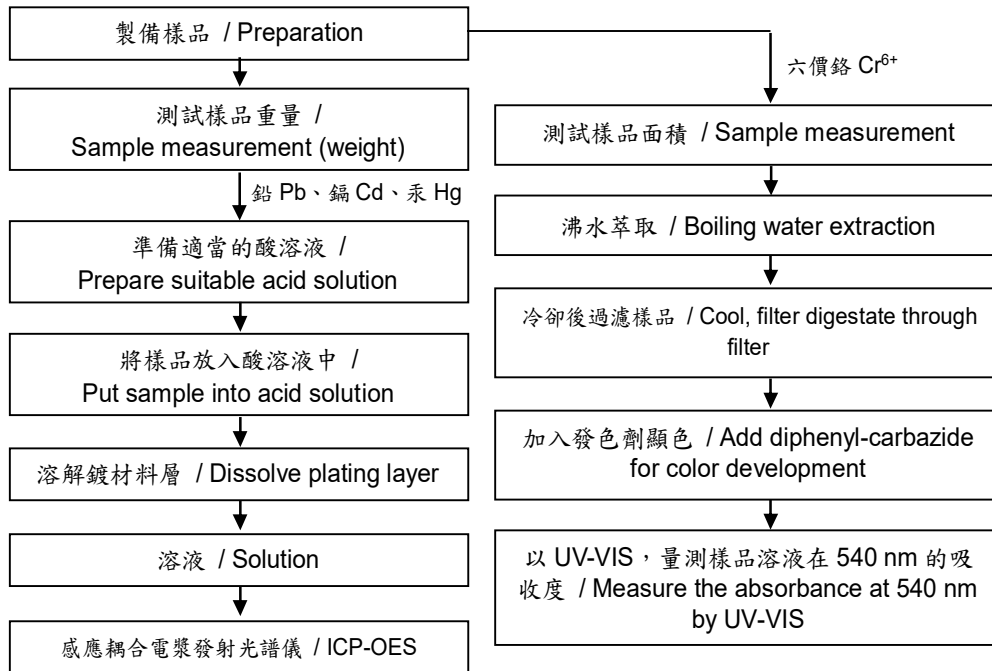 製備樣品 / Preparation
六價鉻 Cr⁶⁺
測試樣品重量 /
Sample measurement (weight)
鉛 Pb、鎘 Cd、汞 Hg
準備適當的酸溶液 /
Prepare suitable acid solution
將樣品放入酸溶液中 /
Put sample into acid solution
溶解鍍材料層 / Dissolve plating layer
溶液 / Solution
感應耦合電漿發射光譜儀 / ICP-OES
測試樣品面積 / Sample measurement
沸水萃取 / Boiling water extraction
冷卻後過濾樣品 / Cool, filter digestate through
filter
加入發色劑顯色 / Add diphenyl-carbazide
for color development
以 UV-VIS，量測樣品溶液在 540 nm 的吸
收度 / Measure the absorbance at 540 nm
by UV-VIS